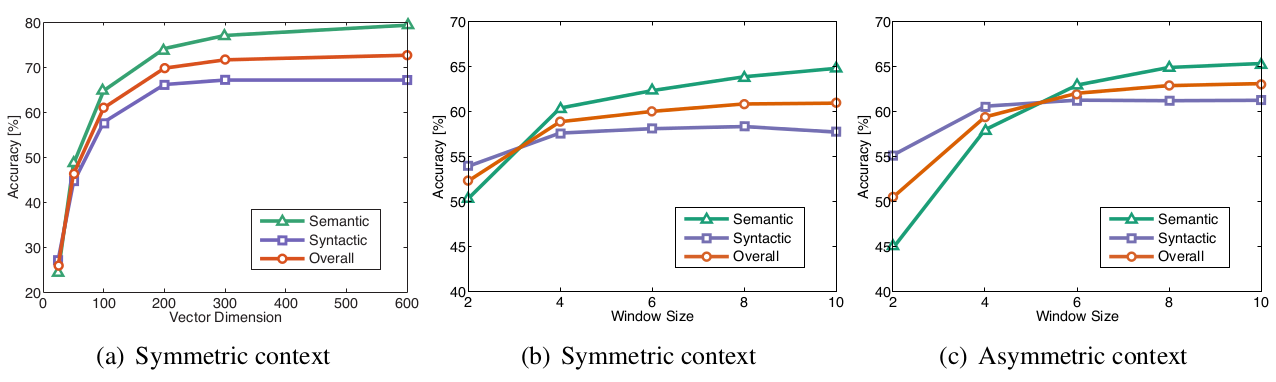 80
70
60
50
40
30
20
0 100 200 300 400 500 600
Accuracy [%]
Vector Dimension
Semantic
Syntactic
Overall
(a) Symmetric context
70
65
60
55
50
45
40
2 4 6 8 10
Accuracy [%]
Window Size
Semantic
Syntactic
Overall
(b) Symmetric context
70
65
60
55
50
45
40
2 4 6 8 10
Accuracy [%]
Window Size
Semantic
Syntactic
Overall
(c) Asymmetric context